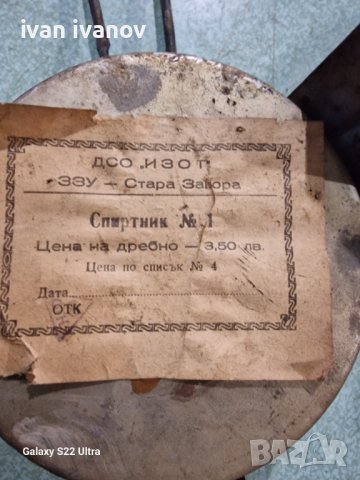 ivan ivanov
ДСО „ИЗОТ"
ЗЗУ — Стара Загора
Спиртник № 1
Цена на дребно — 3,50 лв.
Цена по списък № 4
Дата
ОТК
Galaxy S22 Ultra
BAZAR